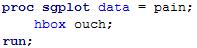 proc sgplot data = pain;
hbox ouch;
run;